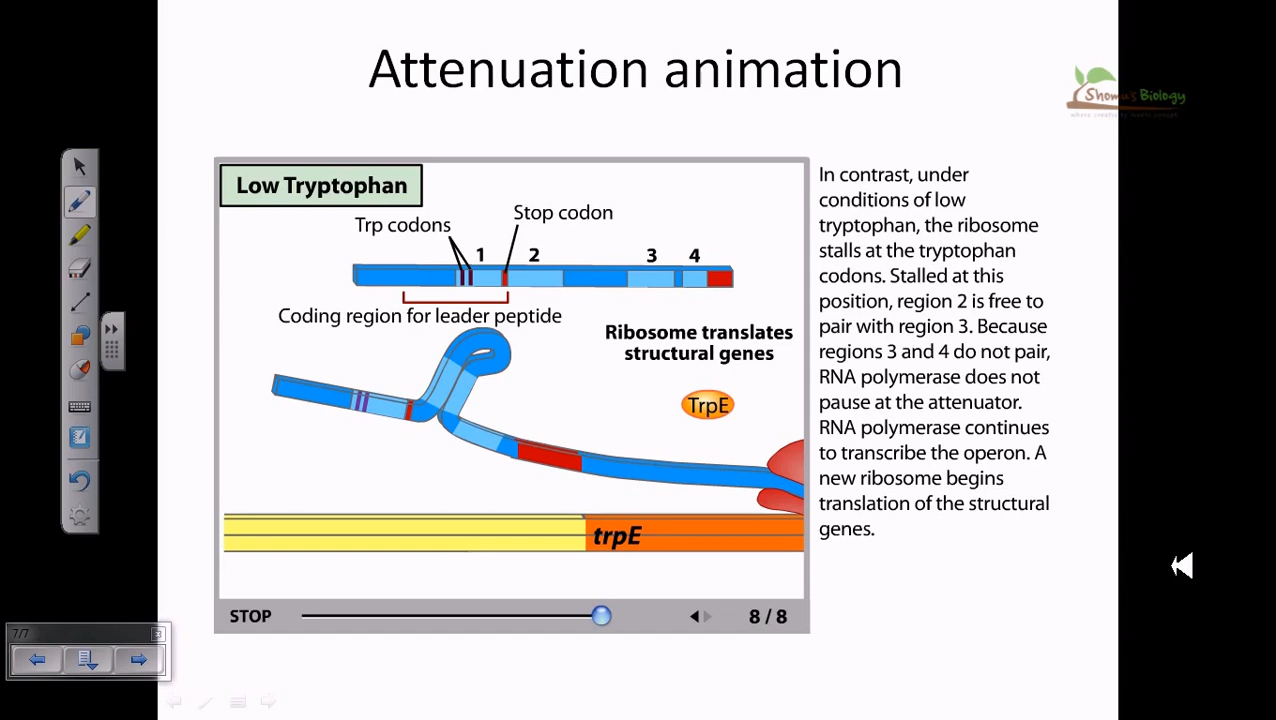 Attenuation animation
Shomu's Biology
Low Tryptophan
Stop codon
Trp codons
1
2
3
4
Coding region for leader peptide
Ribosome translates
structural genes
TrpE
trpE
STOP
8 / 8
In contrast, under
conditions of low
tryptophan, the ribosome
stalls at the tryptophan
codons. Stalled at this
position, region 2 is free to
pair with region 3. Because
regions 3 and 4 do not pair,
RNA polymerase does not
pause at the attenuator.
RNA polymerase continues
to transcribe the operon. A
new ribosome begins
translation of the structural
genes.
7/7